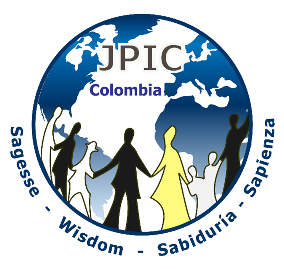 JPIC
Colombia
Sagesse - Wisdom - Sabiduría - Sapienza